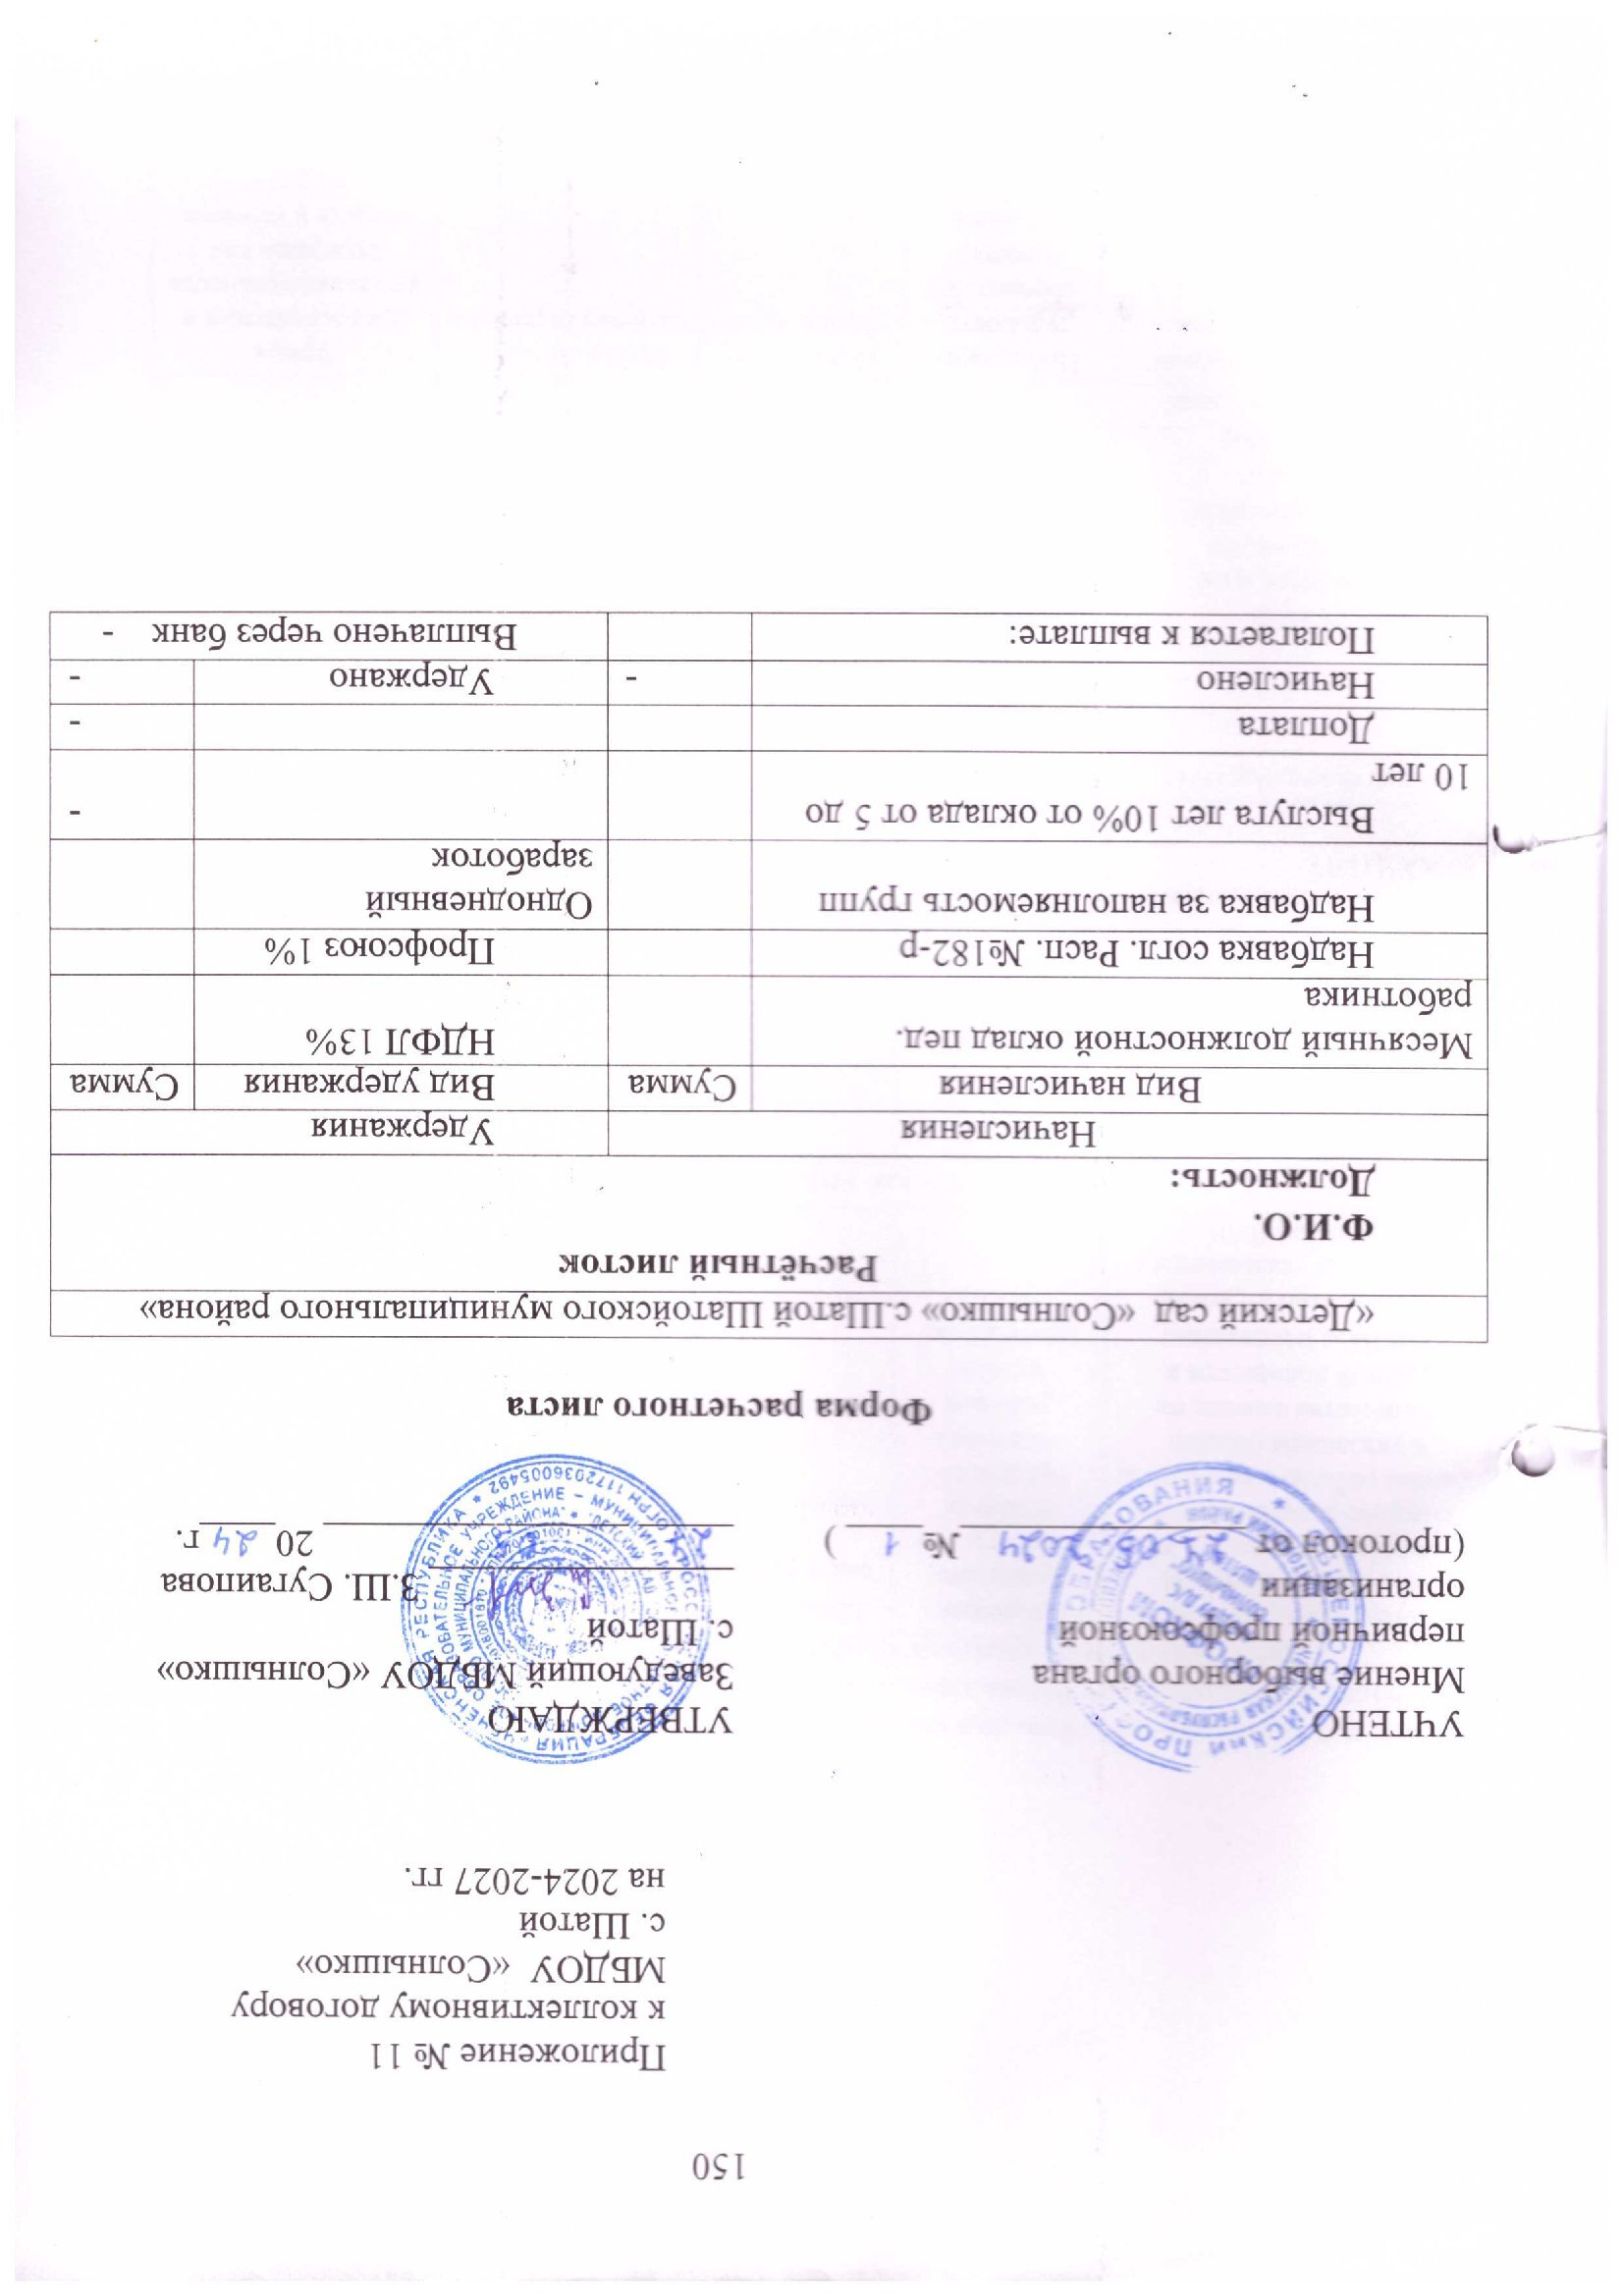 150
Приложение № 11
к коллективному договору
МБДОУ «Солнышко»
с. Шатой
на 2024-2027 гг.
УЧТЕНО
Мнение выборного органа
первичной профсоюзной
организации
(протокол от 24.05.2024 № 1 )
УТВЕРЖДАЮ
Заведующий МБДОУ «Солнышко»
с. Шатой
З.Ш. Сугаипова
24 20 24 г.
Форма расчетного листа
«Детский сад «Солнышко» с.Шатой Шатойского муниципального района»
Расчётный листок
Ф.И.О.
Должность:
Начисления Удержания
Вид начисления Сумма Вид удержания Сумма
Месячный должностной оклад пед.
работника
НДФЛ 13%
Надбавка согл. Расп. №182-р Профсоюз 1%
Надбавка за наполняемость групп
Однодневный
заработок
Выслуга лет 10% от оклада от 5 до
10 лет
-
Доплата -
Начислено - Удержано -
Полагается к выплате: Выплачено через банк -